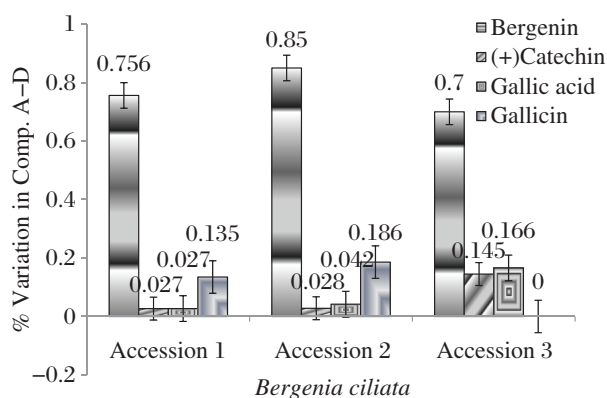 % Variation in Comp. A–D
1
0.8
0.6
0.4
0.2
0
−0.2
0.756
0.027
0.027
0.135
0.85
0.028
0.042
0.186
0.7
0.145
0.166
0
Bergenin
(+)Catechin
Gallic acid
Gallicin
Accession 1
Accession 2
Accession 3
Bergenia ciliata